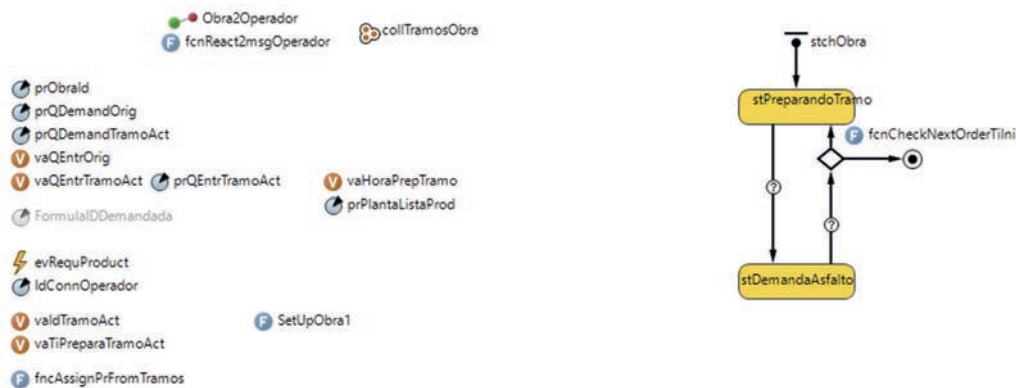 Obra2Operador
fcnReact2msgOperador
collTramosObra
prObraId
prQDemandOrig
prQDemandTramoAct
V vaQEntrOrig
V vaQEntrTramoAct
prQEntrTramoAct
V vaHoraPrepTramo
prPlantaListaProd
FormulaIDDemandada
evRequProduct
IdConnOperador
V vaIdTramoAct
F SetUpObra1
V vaTiPreparaTramoAct
F fncAssignPrFromTramos
stchObra
stPreparandoTramo
F fcnCheckNextOrderTiIni
?
?
stDemandaAsfalto